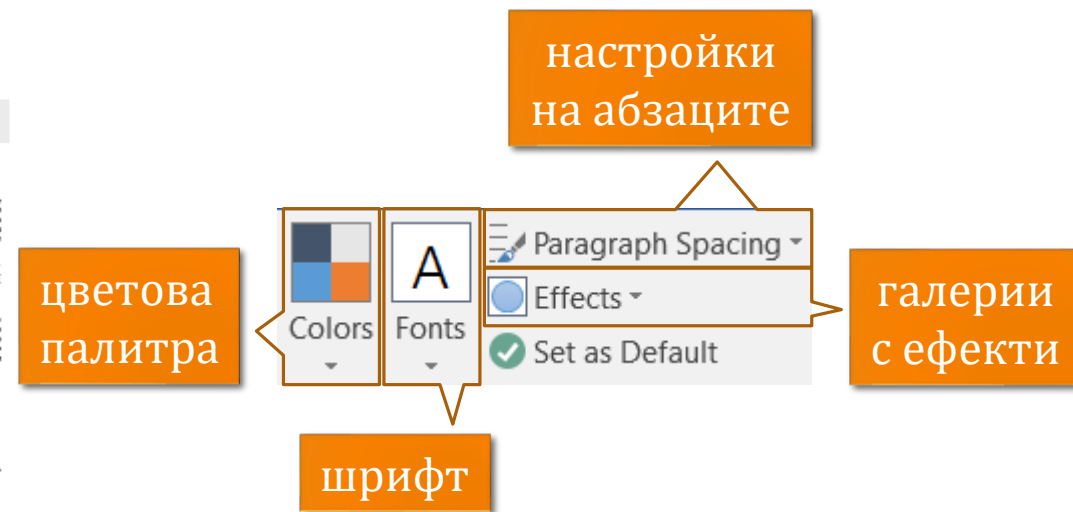 настройки
на абзаците
цветова
палитра
Colors
Fonts
A
Paragraph Spacing
Effects
Set as Default
галерии
с ефекти
шрифт